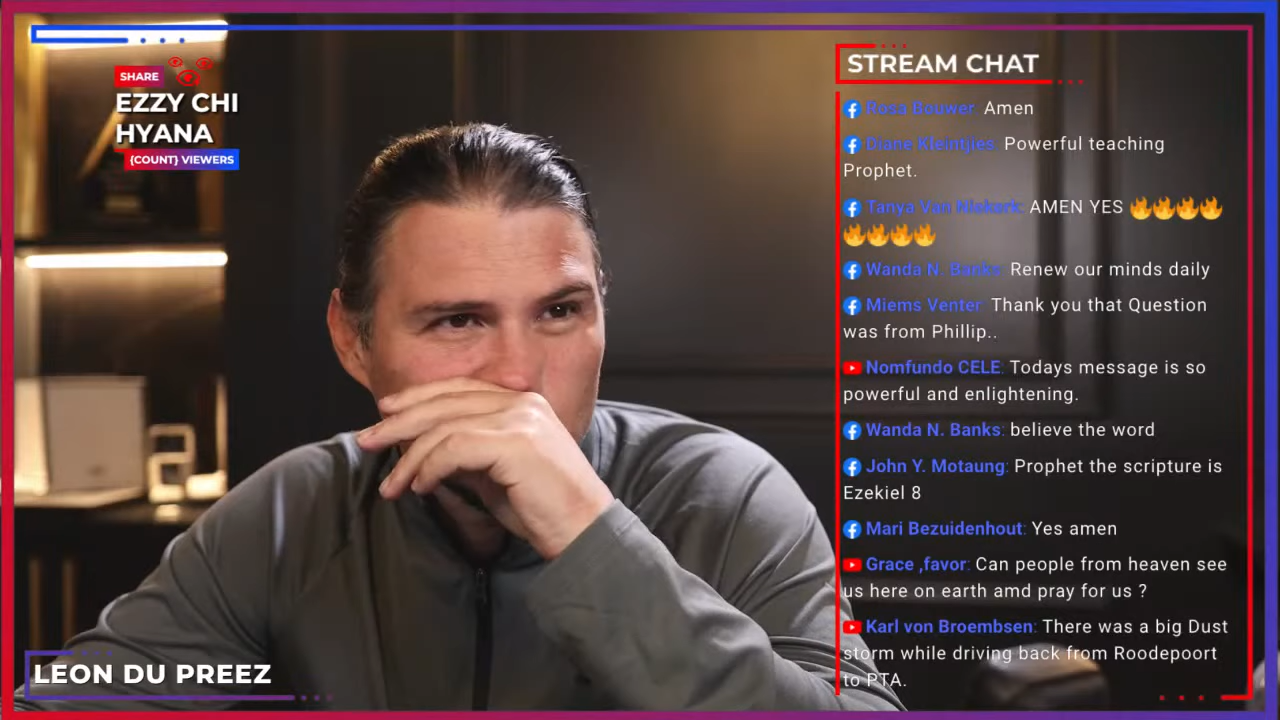 SHARE
EZZY CHI
HYANA
{COUNT} VIEWERS
STREAM CHAT
Rosa Bouwer: Amen
Diane Kleintjies: Powerful teaching
Prophet.
Tanya Van Niekerk: AMEN YES 🔥🔥🔥🔥
🔥🔥🔥🔥
Wanda N. Banks: Renew our minds daily
Miems Venter: Thank you that Question
was from Phillip..
Nomfundo CELE: Todays message is so
powerful and enlightening.
Wanda N. Banks: believe the word
John Y. Motaung: Prophet the scripture is
Ezekiel 8
Mari Bezuidenhout: Yes amen
Grace ,favor: Can people from heaven see
us here on earth amd pray for us ?
Karl von Broembsen: There was a big Dust
storm while driving back from Roodepoort
to PTA.
LEON DU PREEZ